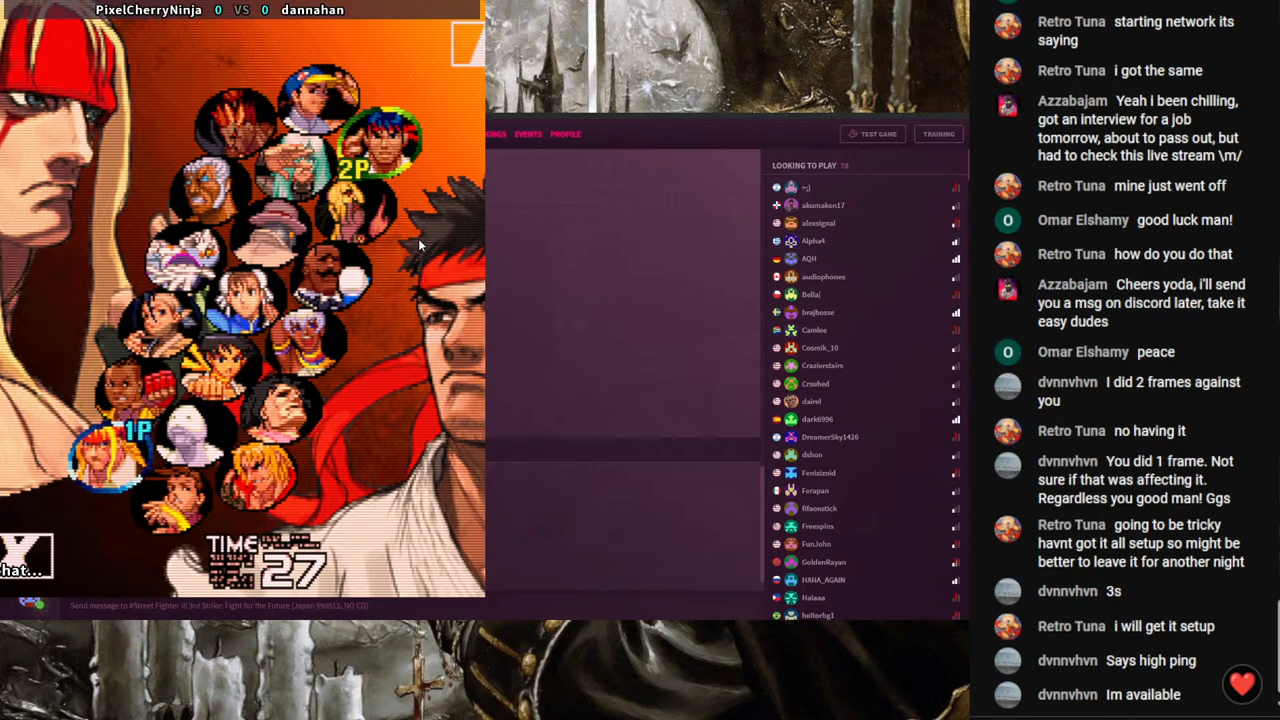 PixelCherryNinja 0 VS 0 dannahan
2P
1P
TIME
27
hat...
EVENTS PROFILE
TEST GAME
TRAINING
LOOKING TO PLAY 76
>;)
akumaken17
alexsignal
Alpha4
AQH
audiophones
Bella|
brajbosse
Camlee
Cosmik_10
Crazierstairs
Crsuhed
dairel
dark6996
DreamerSky1426
dshon
Fenixizoid
Ferapan
fifaonstick
Freespins
FunJohn
GoldenRayan
HAHA_AGAIN
Halaaa
heltorbg1
Send message to #Street Fighter III 3rd Strike: Fight for the Future (Japan 990512, NO CD)
Retro Tuna starting network its
saying
Retro Tuna i got the same
Azzabajam Yeah i been chilling,
got an interview for a job
tomorrow, about to pass out, but
had to check this live stream \m/
Retro Tuna mine just went off
Omar Elshamy good luck man!
Retro Tuna how do you do that
Azzabajam Cheers yoda, i'll send
you a msg on discord later, take it
easy dudes
Omar Elshamy peace
dvnnvhvn I did 2 frames against
you
Retro Tuna no having it
dvnnvhvn You did 1 frame. Not
sure if that was affecting it.
Regardless you good man! Ggs
Retro Tuna going to be tricky
havnt got it all setup so might be
better to leave it for another night
dvnnvhvn 3s
Retro Tuna i will get it setup
dvnnvhvn Says high ping
dvnnvhvn Im available